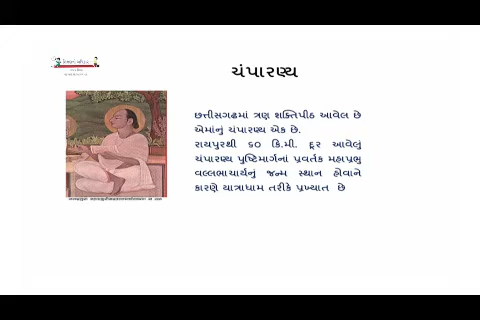 ચંપારણ્ય
છત્તીસગઢમાં ત્રણ શક્તિપીઠ આવેલ છે
એમાંનું ચંપારણ્ય એક છે.
રાયપુરથી ૬૦ કિ.મી. દૂર આવેલું
ચંપારણ્ય પુષ્ટિમાર્ગનાં પ્રવર્તક મહાપ્રભુ
વલ્લભાચાર્યનું જન્મ સ્થાન હોવાને
કારણે યાત્રાધામ તરીકે પ્રખ્યાત છે